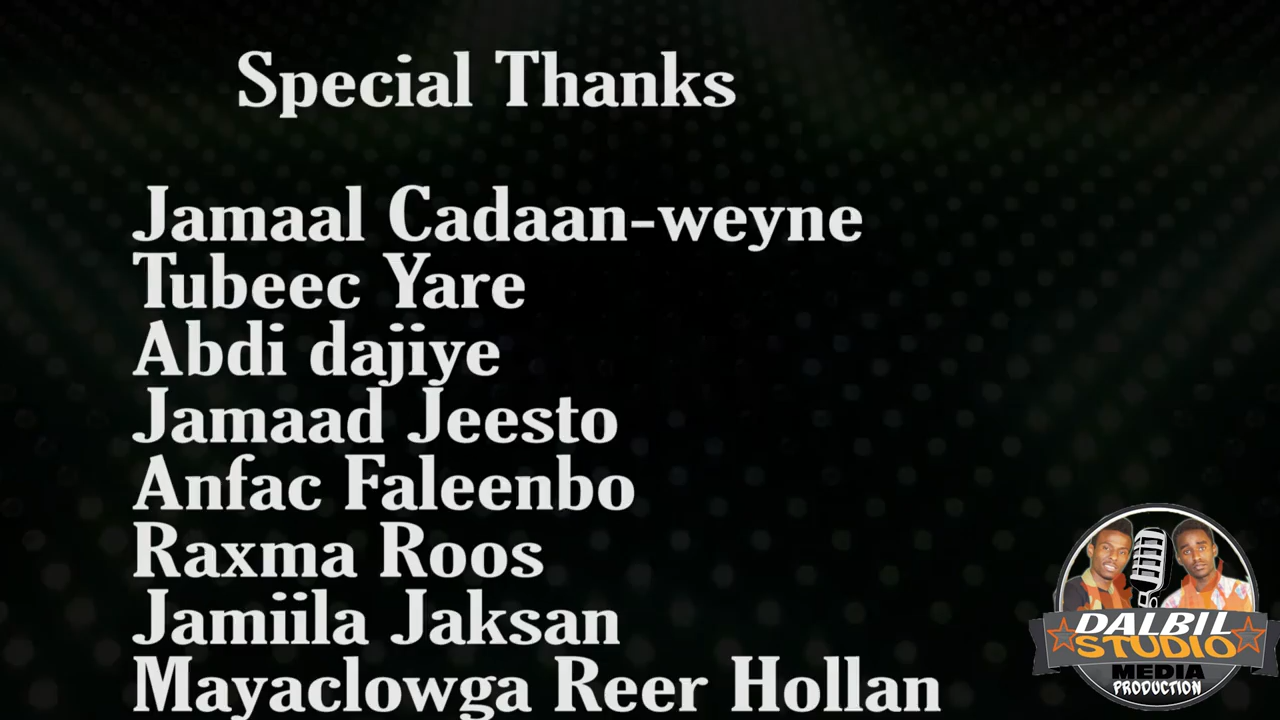 Special Thanks
Jamaal Cadaan-weyne
Tubeec Yare
Abdi dajiye
Jamaad Jeesto
Anfac Faleenbo
Raxma Roos
Jamiila Jaksan
Mayaclowga Reer Hollan
DALBIL
STUDIO
MEDIA
PRODUCTION